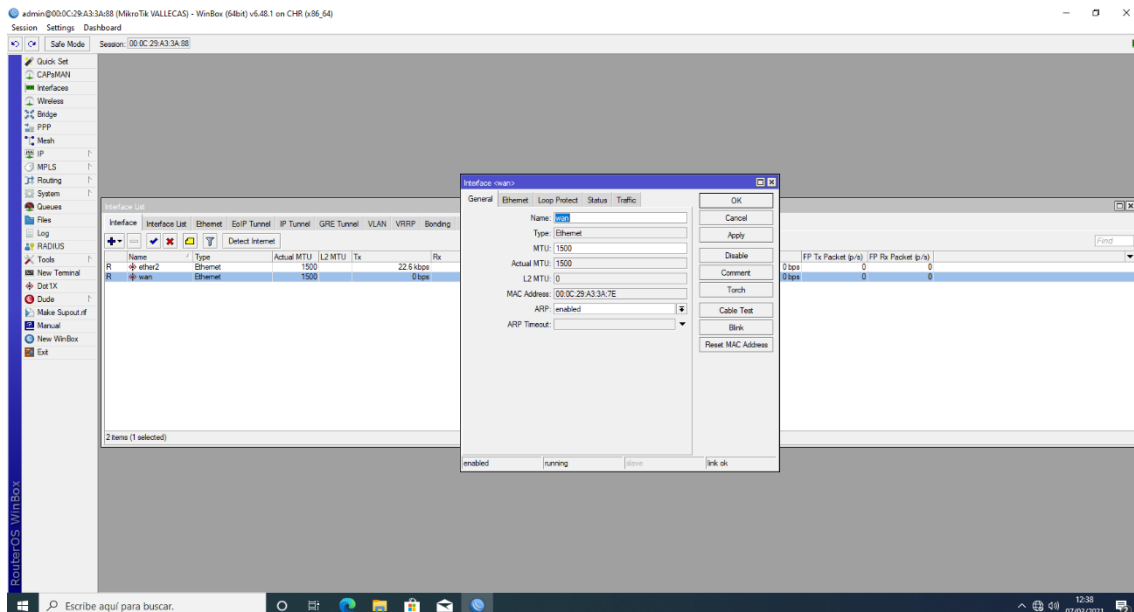 admin@00:0C:29:A3:3A:88 (MikroTik VALLECAS) - WinBox (64bit) v6.48.1 on CHR (x86_64)
Session Settings Dashboard
Safe Mode Session: 00:0C:29:A3:3A:88
Quick Set
CAPsMAN
Interfaces
Wireless
Bridge
PPP
Mesh
IP
MPLS
Routing
System
Queues
Files
Log
RADIUS
Tools
New Terminal
Dot1X
Dude
Make Supout.rif
Manual
New WinBox
Exit
RouterOS WinBox
Interface List
Interface Interface List Ethernet EoIP Tunnel IP Tunnel GRE Tunnel VLAN VRRP Bonding
Detect Internet Find
Name Type Actual MTU L2 MTU Tx Rx FP Tx Packet (p/s) FP Rx Packet (p/s)
R ether2 Ethernet 1500 22.6 kbps 0 bps 0 0
R wan Ethernet 1500 0 bps 0 bps 0 0
2 items (1 selected)
Interface <wan>
General Ethernet Loop Protect Status Traffic
Name: wan
Type: Ethernet
MTU: 1500
Actual MTU: 1500
L2 MTU: 0
MAC Address: 00:0C:29:A3:3A:7E
ARP: enabled
ARP Timeout:
OK
Cancel
Apply
Disable
Comment
Torch
Cable Test
Blink
Reset MAC Address
enabled running slave link ok
Escribe aquí para buscar.
12:38
07/03/2021